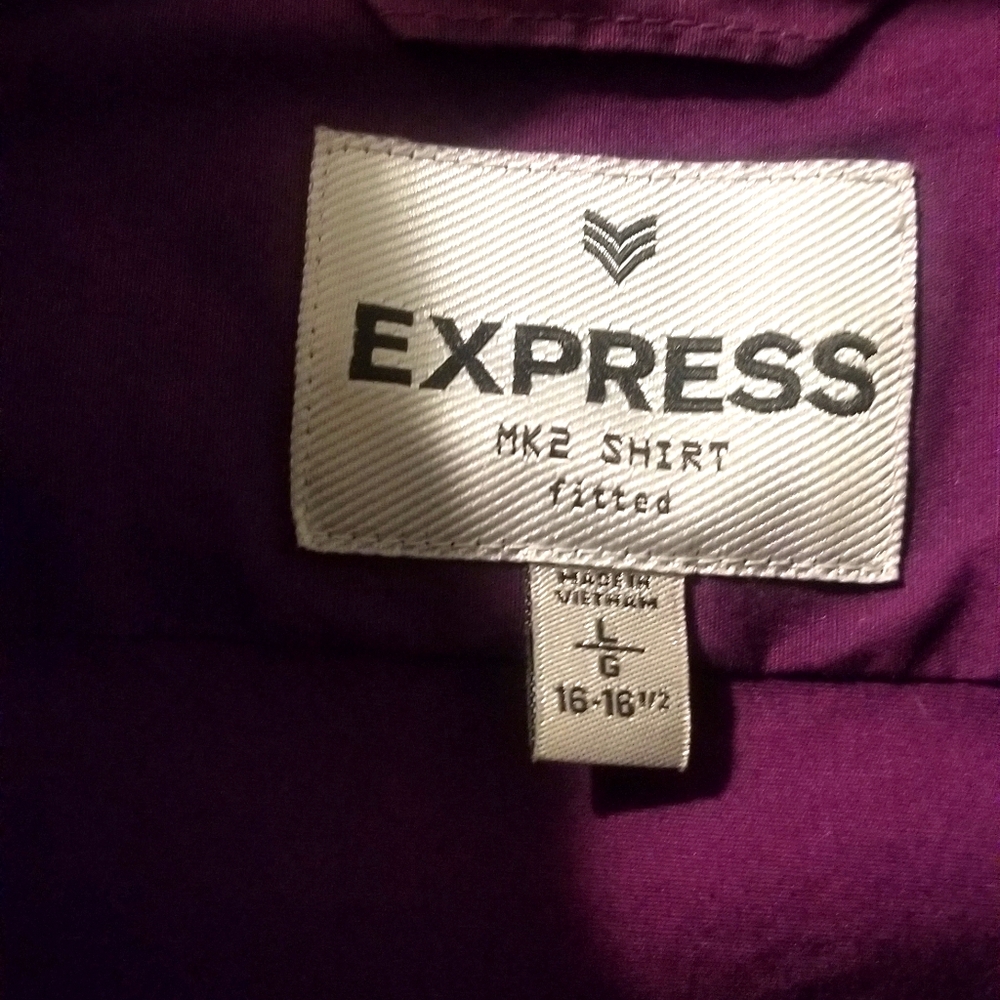 EXPRESS
MK2 SHIRT
fitted
MADE IN
VIETNAM
L
G
16-16 1/2